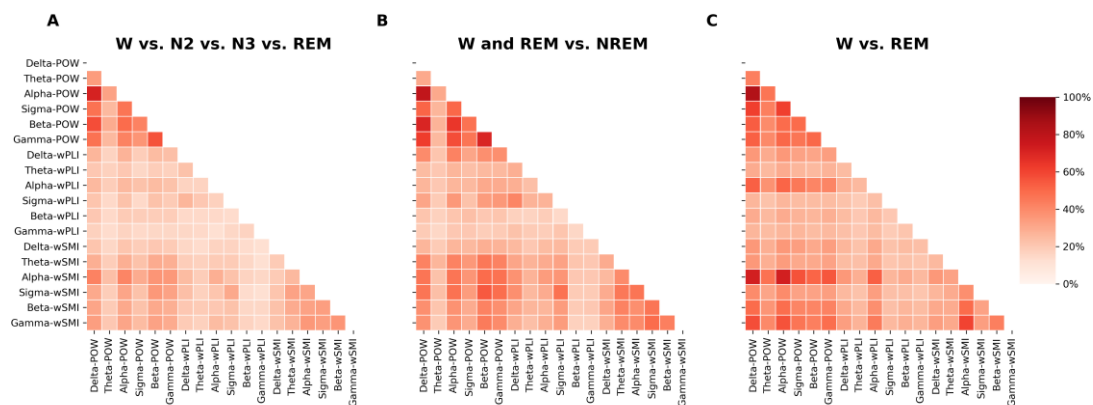 A
B
C
W vs. N2 vs. N3 vs. REM
W and REM vs. NREM
W vs. REM
Delta-POW
Theta-POW
Alpha-POW
Sigma-POW
Beta-POW
Gamma-POW
Delta-wPLI
Theta-wPLI
Alpha-wPLI
Sigma-wPLI
Beta-wPLI
Gamma-wPLI
Delta-wSMI
Theta-wSMI
Alpha-wSMI
Sigma-wSMI
Beta-wSMI
Gamma-wSMI
100%
80%
60%
40%
20%
0%
Delta-POW
Theta-POW
Alpha-POW
Sigma-POW
Beta-POW
Gamma-POW
Delta-wPLI
Theta-wPLI
Alpha-wPLI
Sigma-wPLI
Beta-wPLI
Gamma-wPLI
Delta-wSMI
Theta-wSMI
Alpha-wSMI
Sigma-wSMI
Beta-wSMI
Gamma-wSMI
Delta-POW
Theta-POW
Alpha-POW
Sigma-POW
Beta-POW
Gamma-POW
Delta-wPLI
Theta-wPLI
Alpha-wPLI
Sigma-wPLI
Beta-wPLI
Gamma-wPLI
Delta-wSMI
Theta-wSMI
Alpha-wSMI
Sigma-wSMI
Beta-wSMI
Gamma-wSMI
Delta-POW
Theta-POW
Alpha-POW
Sigma-POW
Beta-POW
Gamma-POW
Delta-wPLI
Theta-wPLI
Alpha-wPLI
Sigma-wPLI
Beta-wPLI
Gamma-wPLI
Delta-wSMI
Theta-wSMI
Alpha-wSMI
Sigma-wSMI
Beta-wSMI
Gamma-wSMI